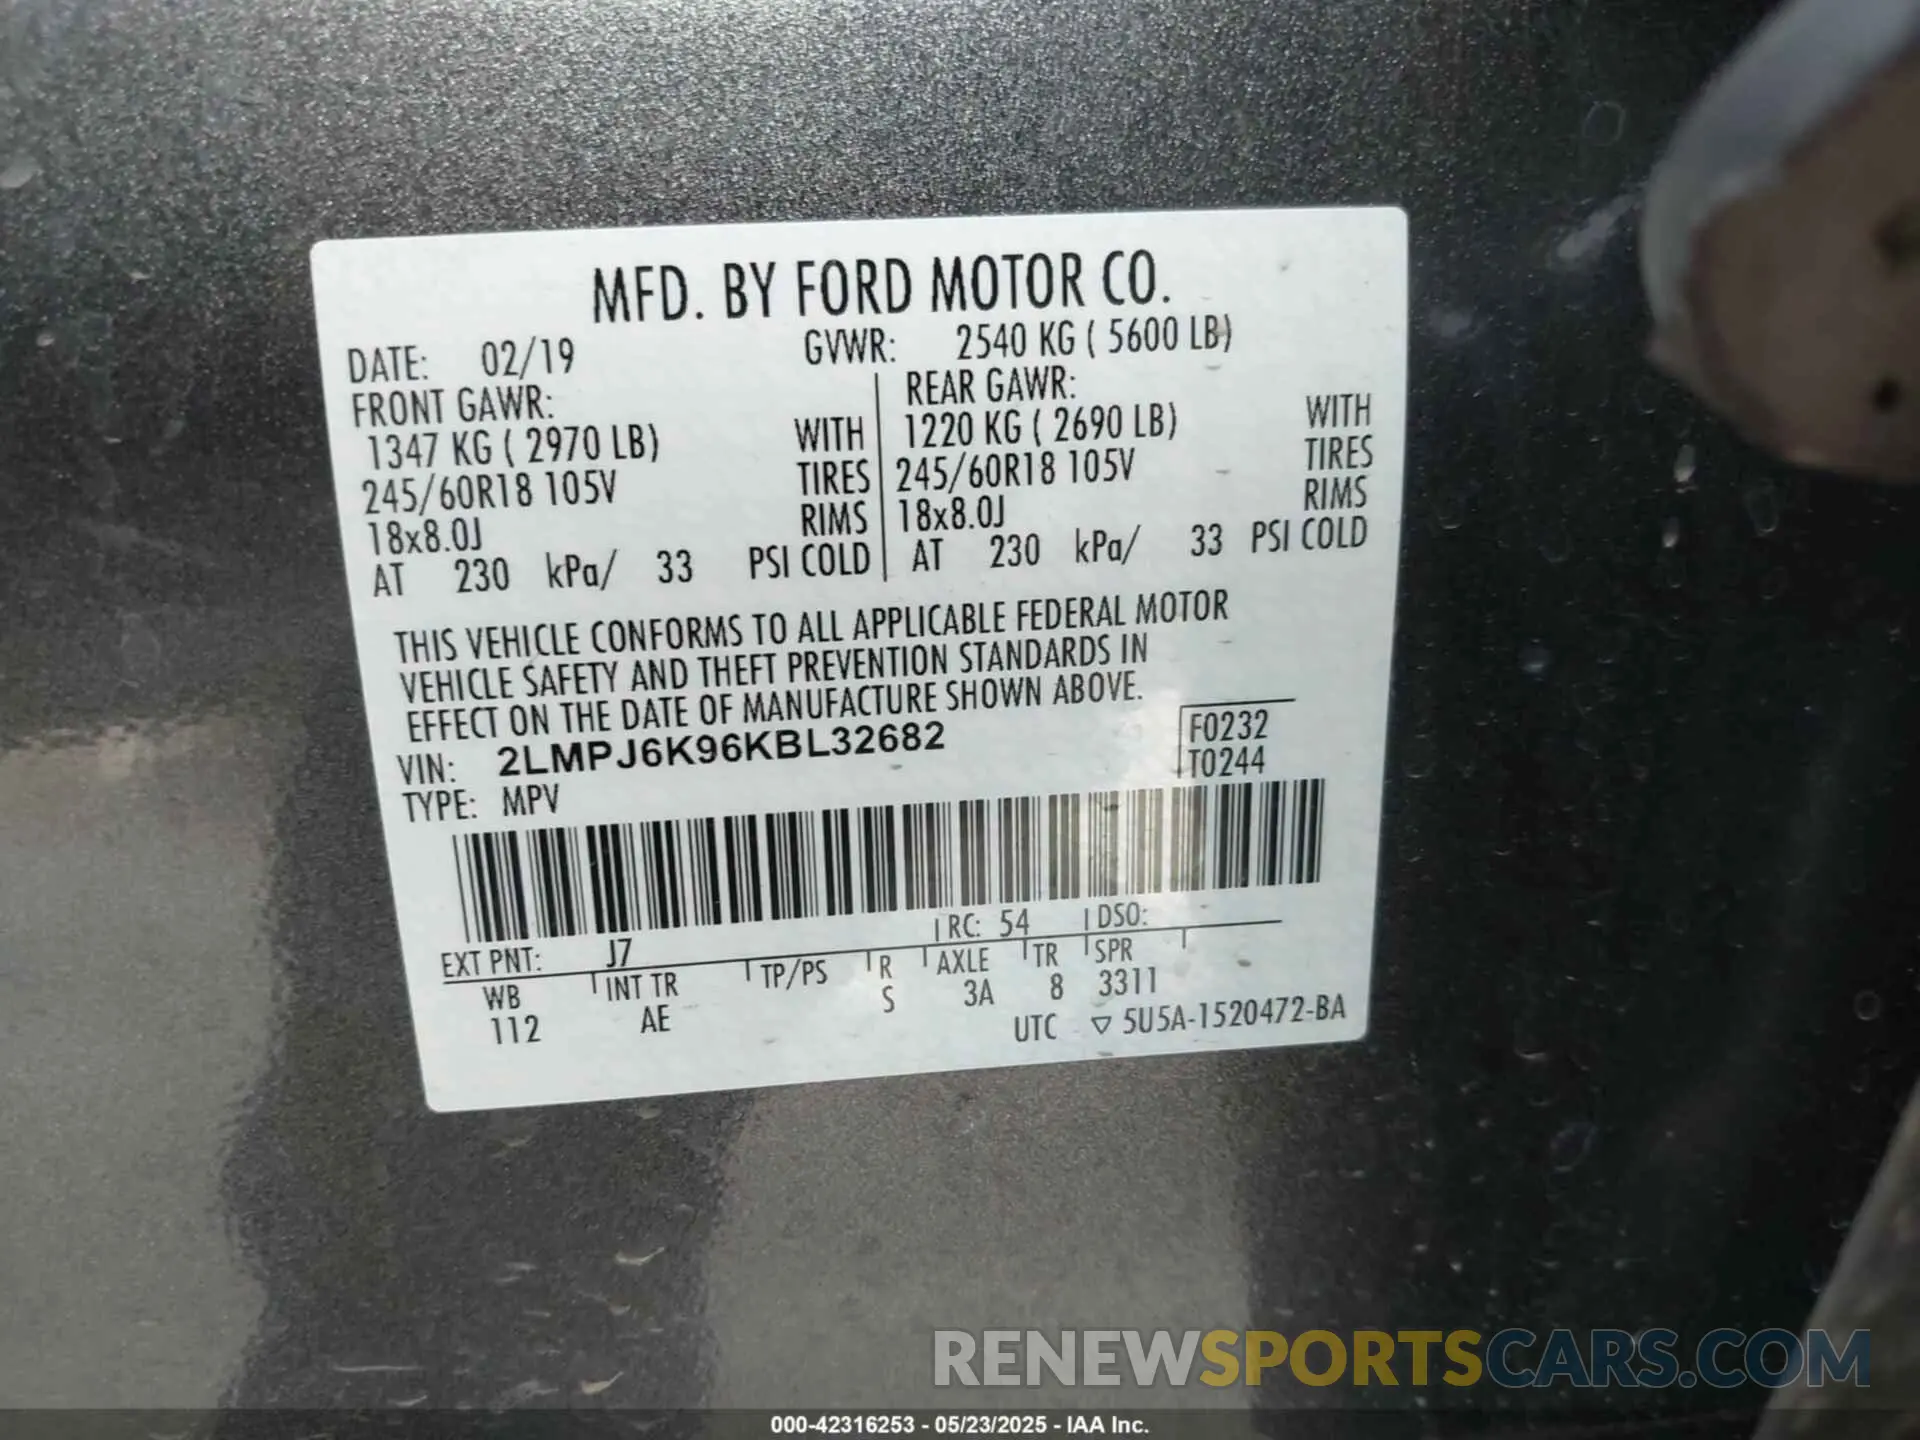 MFD. BY FORD MOTOR CO.
DATE: 02/19 GVWR: 2540 KG ( 5600 LB)
FRONT GAWR: REAR GAWR:
1347 KG ( 2970 LB) WITH 1220 KG ( 2690 LB) WITH
245/60R18 105V TIRES 245/60R18 105V TIRES
18x8.0J RIMS 18x8.0J RIMS
AT 230 kPa/ 33 PSI COLD AT 230 kPa/ 33 PSI COLD
THIS VEHICLE CONFORMS TO ALL APPLICABLE FEDERAL MOTOR
VEHICLE SAFETY AND THEFT PREVENTION STANDARDS IN
EFFECT ON THE DATE OF MANUFACTURE SHOWN ABOVE.
VIN: 2LMPJ6K96KBL32682 F0232
TYPE: MPV T0244
EXT PNT: J7 RC: 54 DSO:
WB INT TR TP/PS R AXLE TR SPR
112 AE S 3A 8 3311
UTC ▽ 5U5A-1520472-BA
RENEWSPORTSCARS.COM
000-42316253 - 05/23/2025 - IAA Inc.